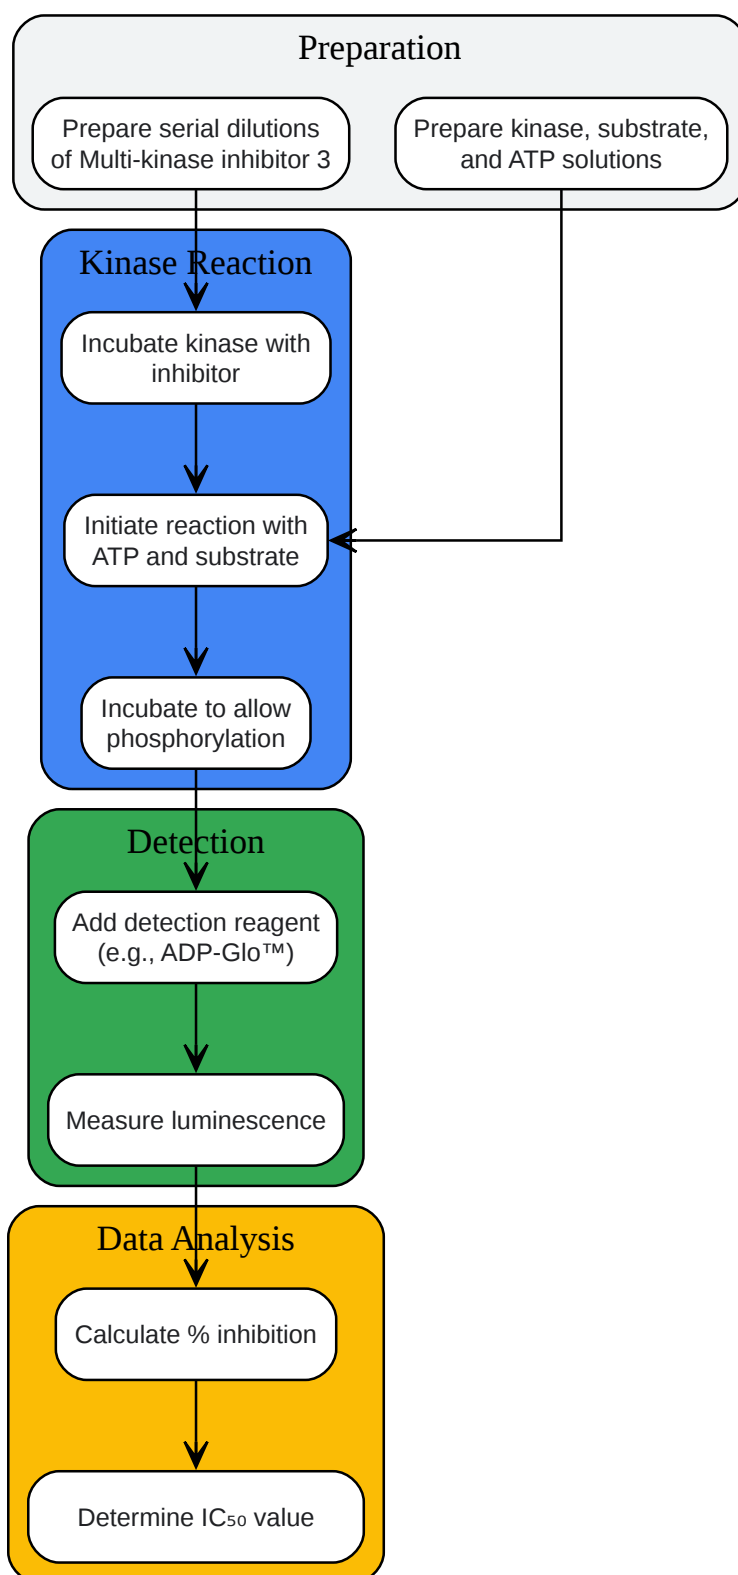 Preparation
Prepare serial dilutions
of Multi-kinase inhibitor 3
Prepare kinase, substrate,
and ATP solutions
Kinase Reaction
Incubate kinase with
inhibitor
Initiate reaction with
ATP and substrate
Incubate to allow
phosphorylation
Detection
Add detection reagent
(e.g., ADP-Glo™)
Measure luminescence
Data Analysis
Calculate % inhibition
Determine IC₅₀ value